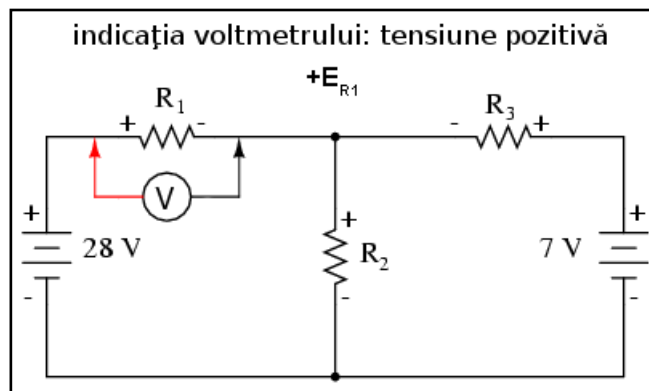 indicaţia voltmetrului: tensiune pozitivă
+E_R1
R1
R3
+ - - +
V
+ + +
28 V R2 7 V
- - -